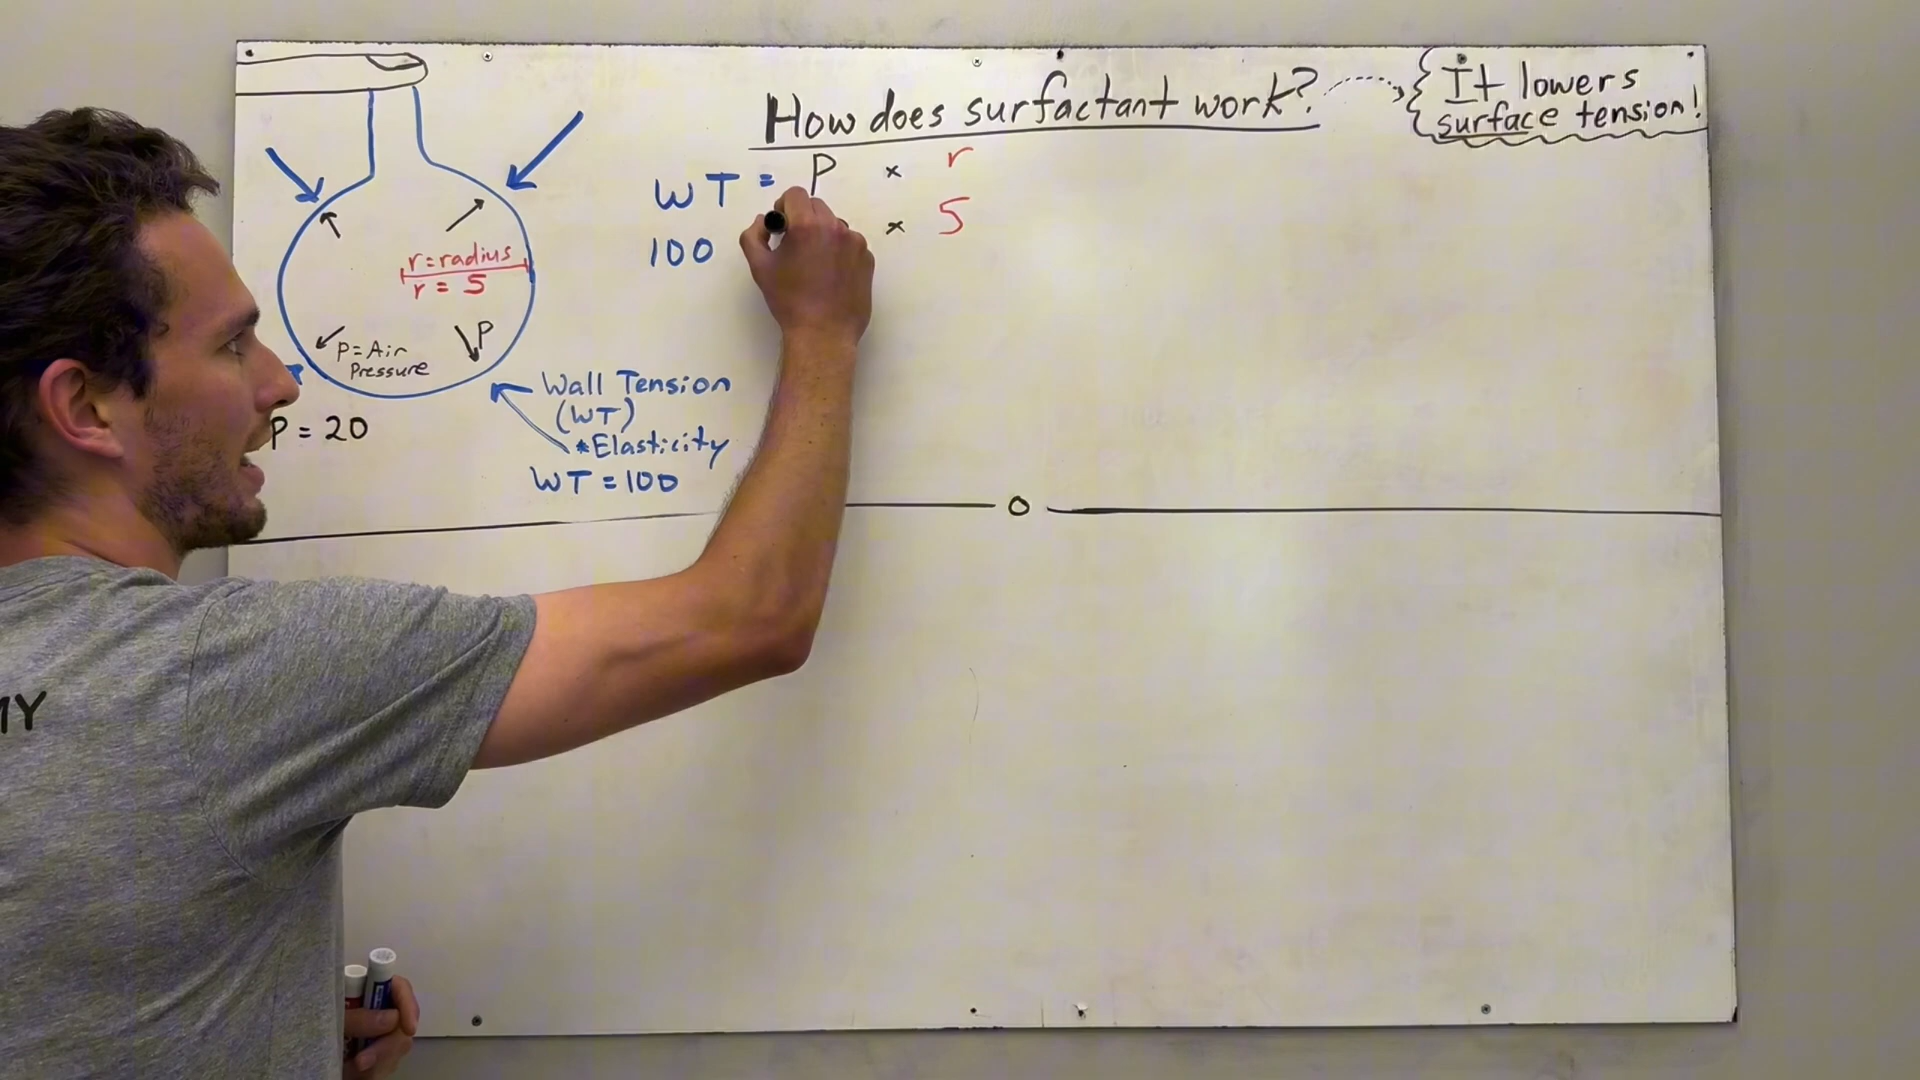 How does surfactant work?
It lowers
surface tension!
WT = P × r
100 × 5
r = radius
r = 5
P
P = Air
Pressure
P = 20
Wall Tension
(WT)
*Elasticity
WT = 100
MY